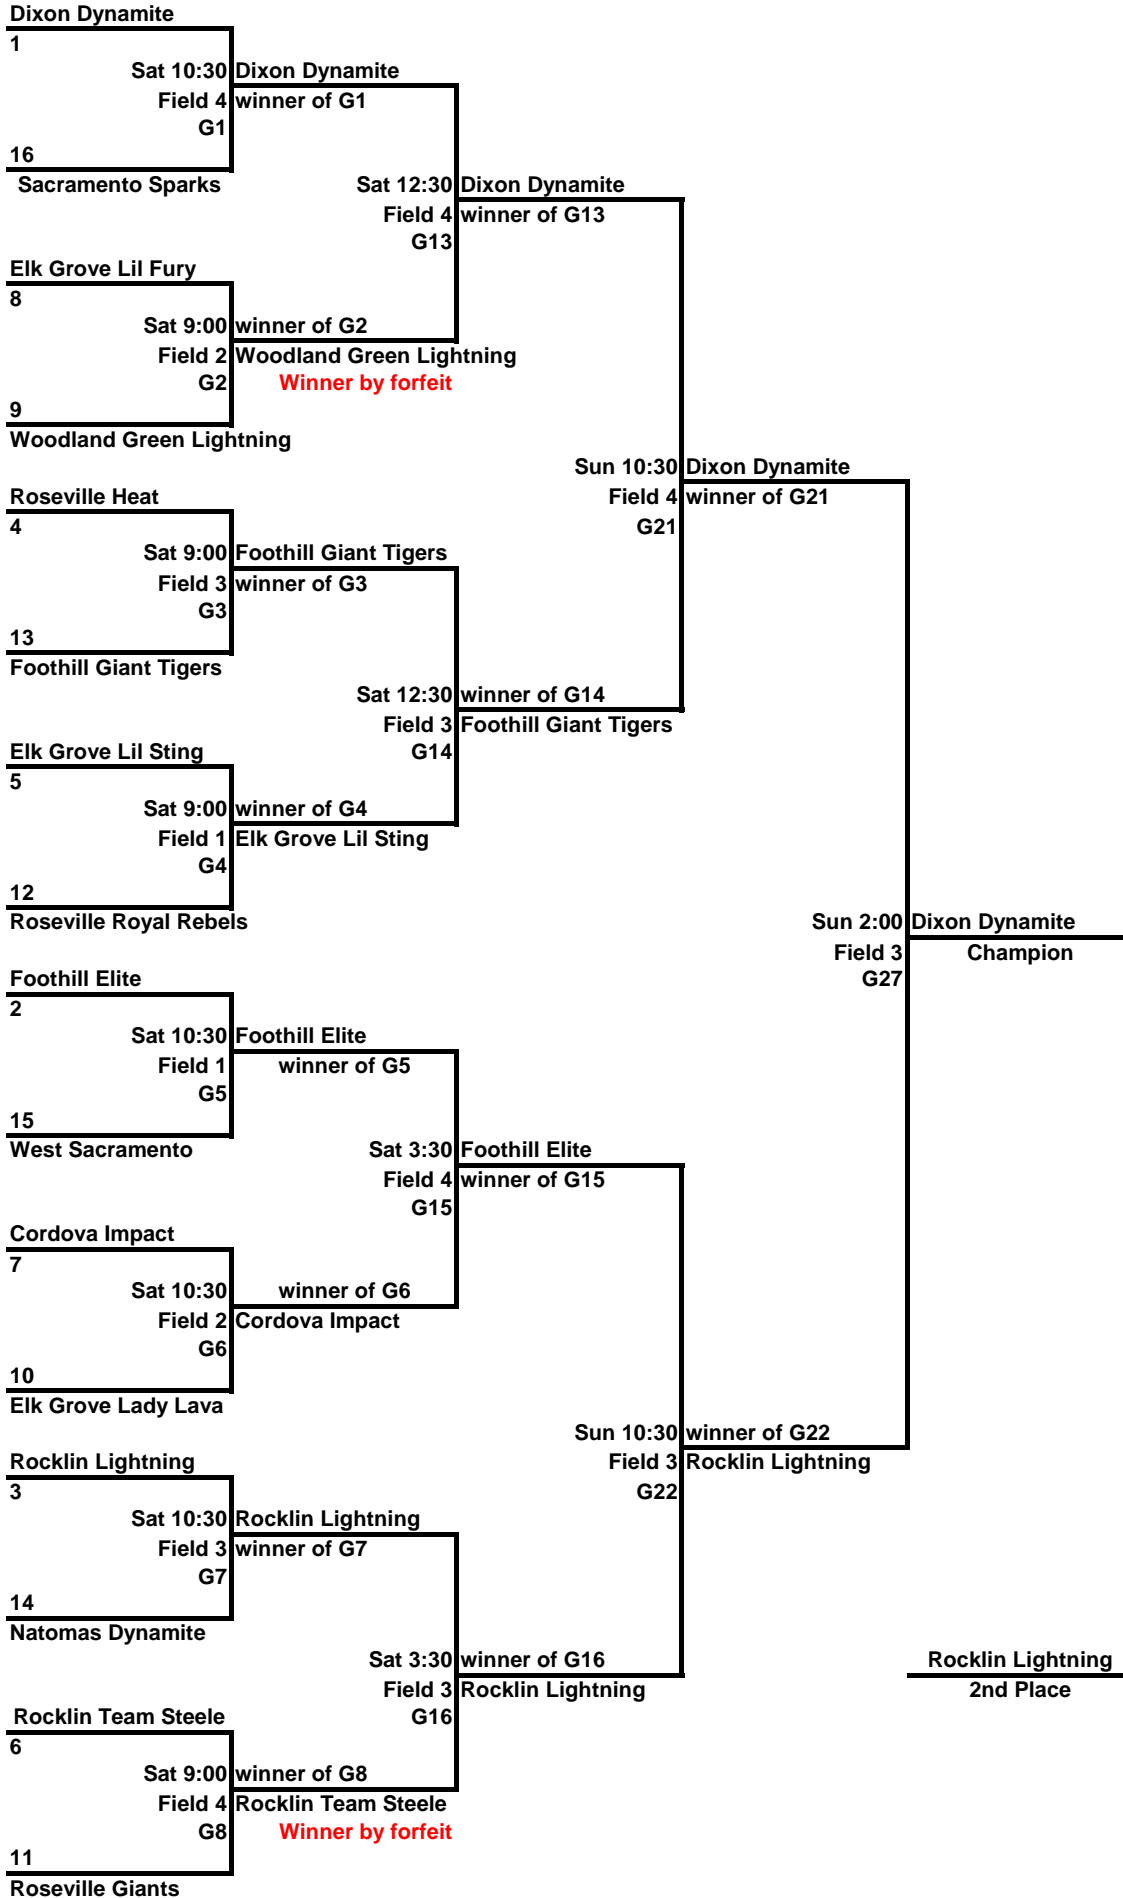 Dixon Dynamite
1
Sat 10:30 Dixon Dynamite
Field 4 winner of G1
G1
16
Sacramento Sparks
Sat 12:30 Dixon Dynamite
Field 4 winner of G13
G13
Elk Grove Lil Fury
8
Sat 9:00 winner of G2
Field 2 Woodland Green Lightning
G2 Winner by forfeit
9
Woodland Green Lightning
Sun 10:30 Dixon Dynamite
Field 4 winner of G21
G21
Roseville Heat
4
Sat 9:00 Foothill Giant Tigers
Field 3 winner of G3
G3
13
Foothill Giant Tigers
Sat 12:30 winner of G14
Field 3 Foothill Giant Tigers
G14
Elk Grove Lil Sting
5
Sat 9:00 winner of G4
Field 1 Elk Grove Lil Sting
G4
12
Roseville Royal Rebels
Sun 2:00 Dixon Dynamite
Field 3 Champion
G27
Foothill Elite
2
Sat 10:30 Foothill Elite
Field 1 winner of G5
G5
15
West Sacramento
Sat 3:30 Foothill Elite
Field 4 winner of G15
G15
Cordova Impact
7
Sat 10:30 winner of G6
Field 2 Cordova Impact
G6
10
Elk Grove Lady Lava
Sun 10:30 winner of G22
Field 3 Rocklin Lightning
G22
Rocklin Lightning
3
Sat 10:30 Rocklin Lightning
Field 3 winner of G7
G7
14
Natomas Dynamite
Sat 3:30 winner of G16
Field 3 Rocklin Lightning
G16
Rocklin Lightning
2nd Place
Rocklin Team Steele
6
Sat 9:00 winner of G8
Field 4 Rocklin Team Steele
G8 Winner by forfeit
11
Roseville Giants